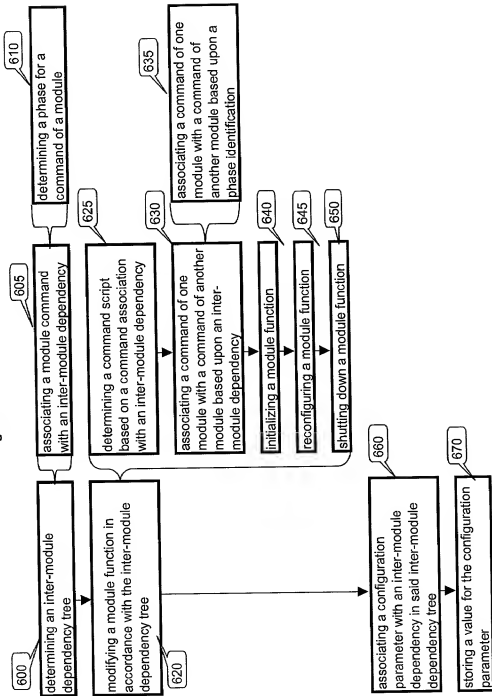 600
determining an inter-module
dependency tree
605
associating a module command
with an inter-module dependency
610
determining a phase for a
command of a module
620
modifying a module function in
accordance with the inter-module
dependency tree
625
determining a command script
based on a command association
with an inter-module dependency
630
associating a command of one
module with a command of another
module based upon an inter-
module dependency
635
associating a command of one
module with a command of
another module based upon a
phase identification
640
initializing a module function
645
reconfiguring a module function
650
shutting down a module function
660
associating a configuration
parameter with an inter-module
dependency in said inter-module
dependency tree
670
storing a value for the configuration
parameter